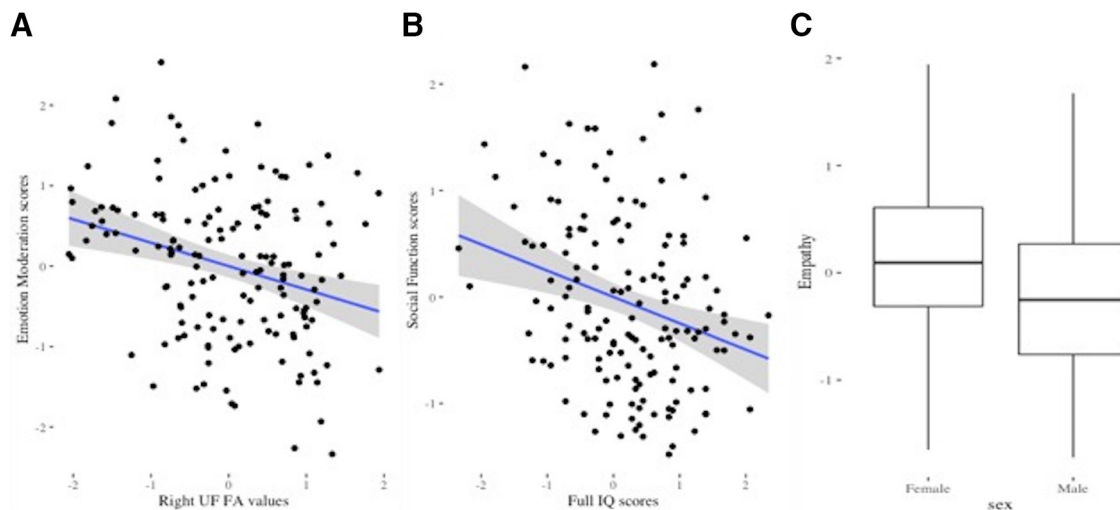 A
B
C
Emotion Moderation scores
2
1
0
-1
-2
-2
-1
0
1
2
Right UF FA values
Social Function scores
2
1
0
-1
-2
-1
0
1
2
Full IQ scores
Empathy
2
1
0
-1
Female
Male
sex